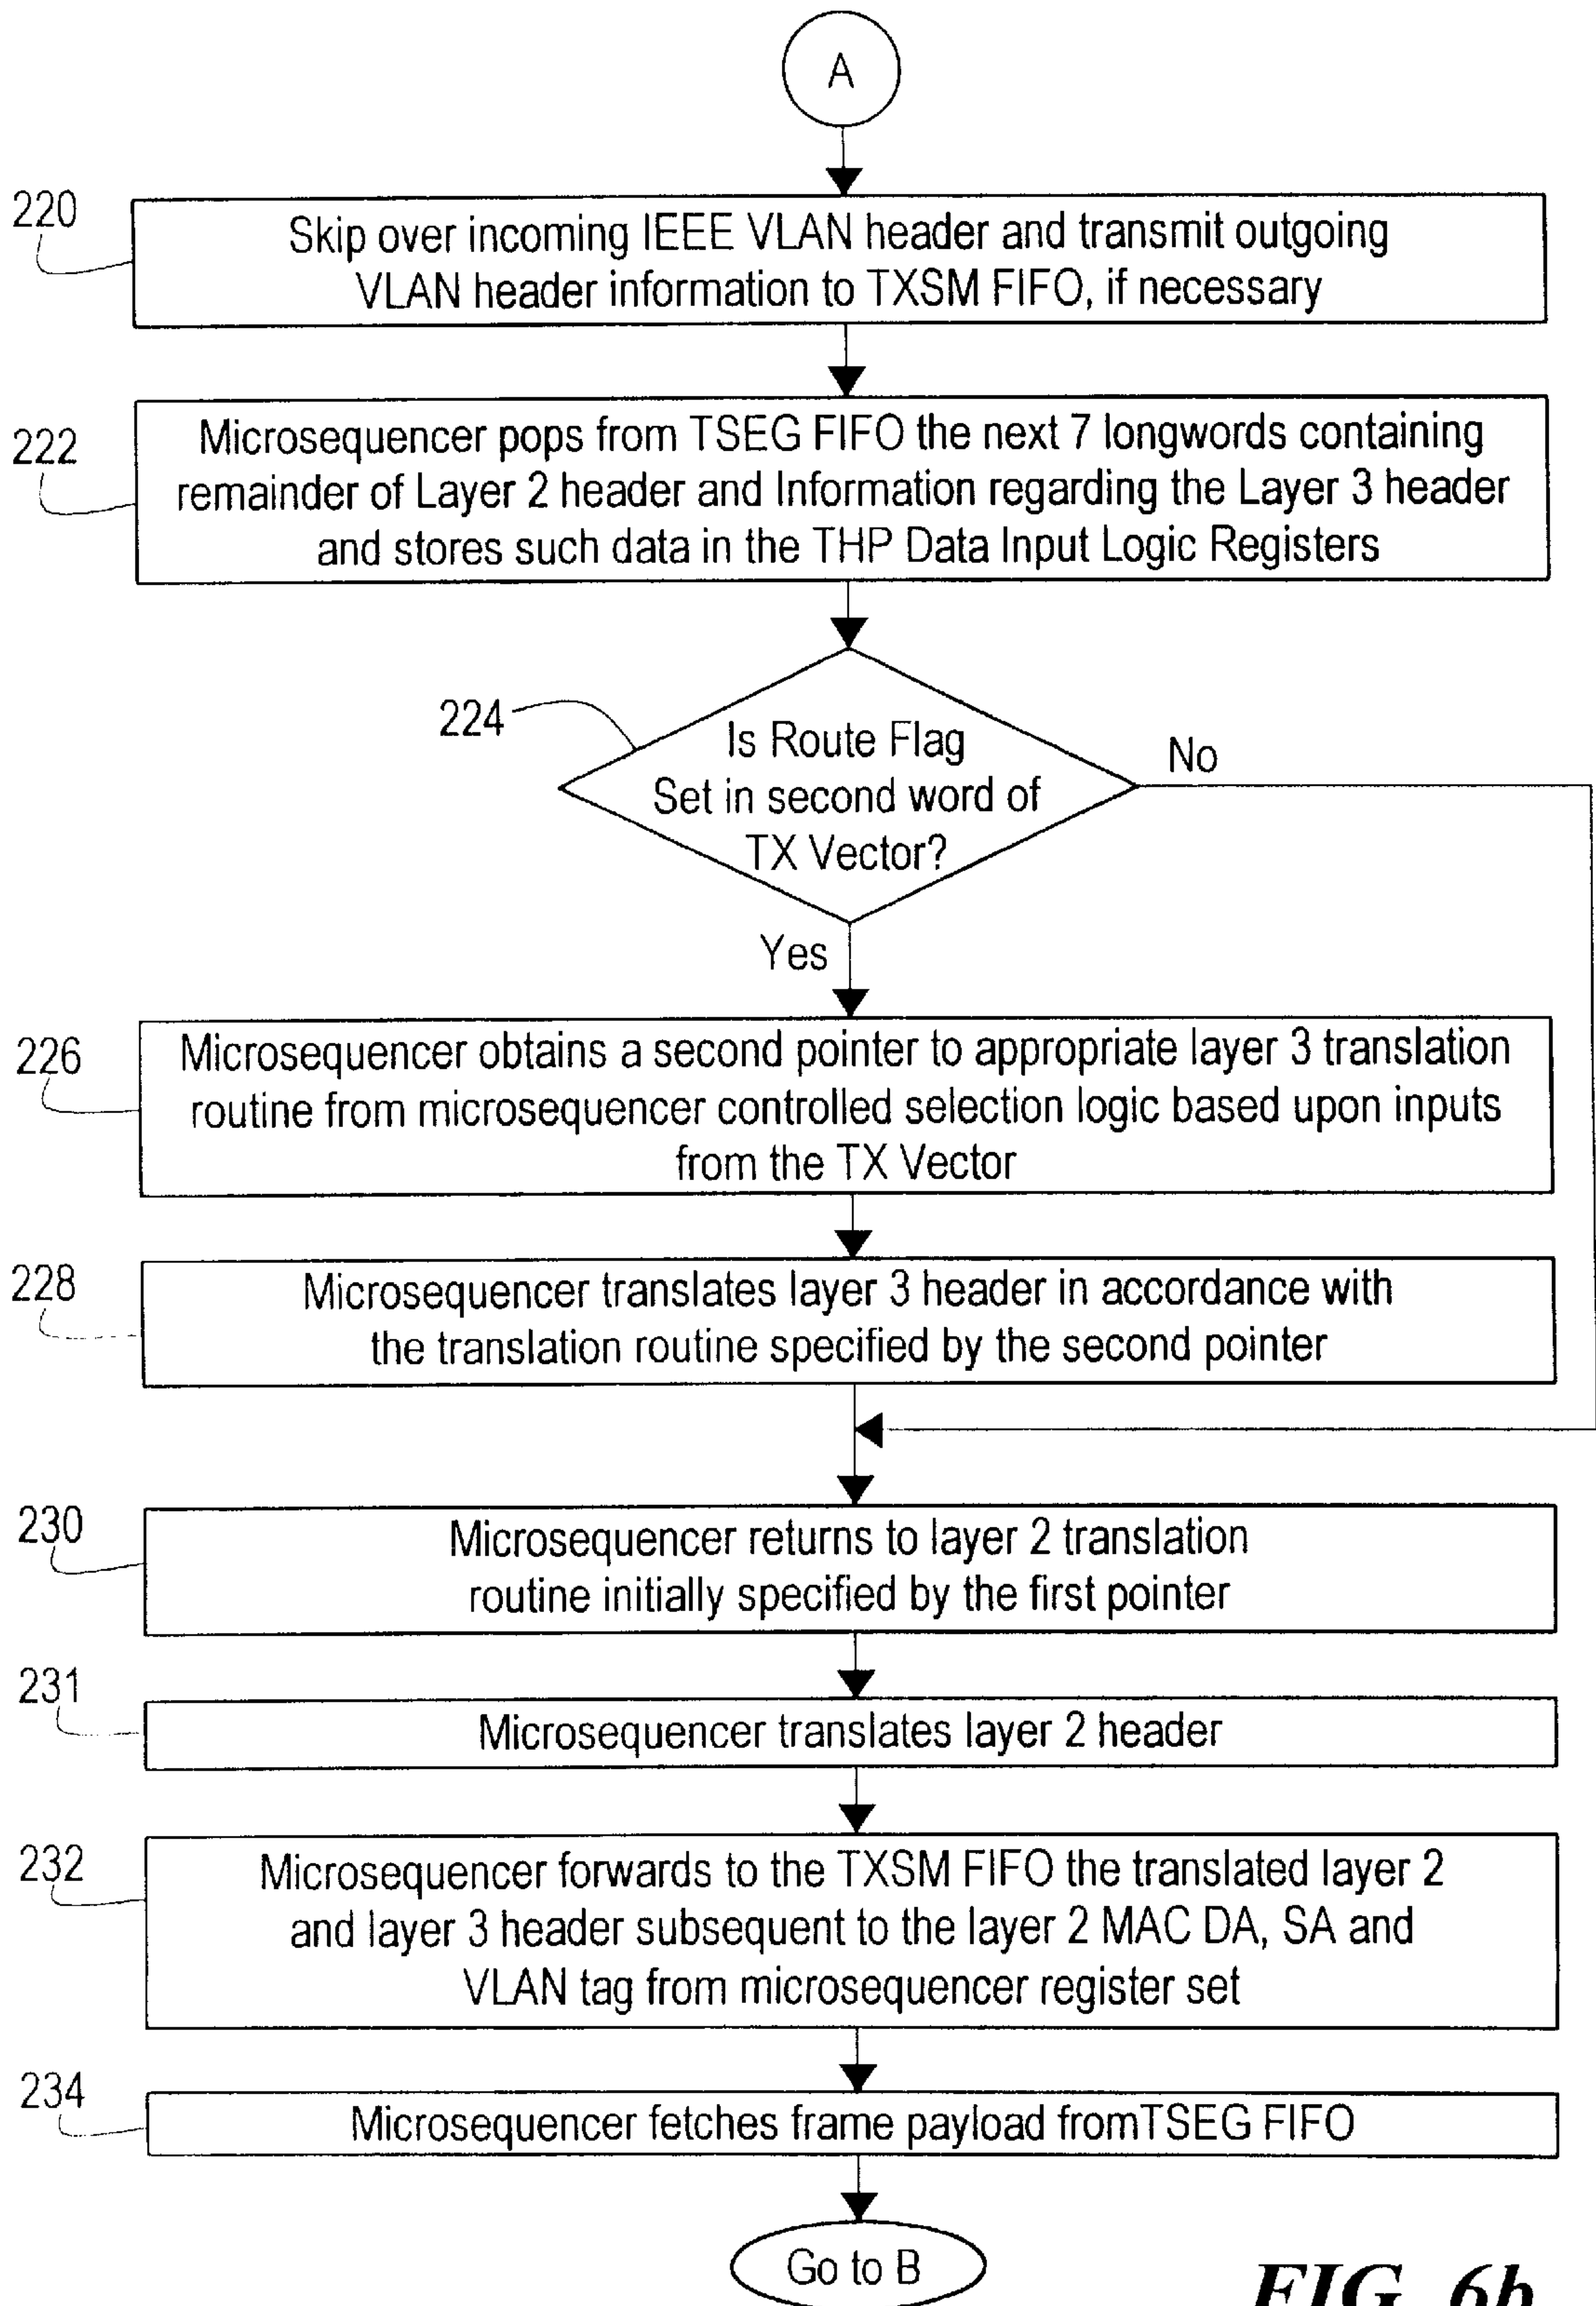 A
220
Skip over incoming IEEE VLAN header and transmit outgoing
VLAN header information to TXSM FIFO, if necessary
222
Microsequencer pops from TSEG FIFO the next 7 longwords containing
remainder of Layer 2 header and Information regarding the Layer 3 header
and stores such data in the THP Data Input Logic Registers
224
Is Route Flag
Set in second word of
TX Vector?
No
Yes
226
Microsequencer obtains a second pointer to appropriate layer 3 translation
routine from microsequencer controlled selection logic based upon inputs
from the TX Vector
228
Microsequencer translates layer 3 header in accordance with
the translation routine specified by the second pointer
230
Microsequencer returns to layer 2 translation
routine initially specified by the first pointer
231
Microsequencer translates layer 2 header
232
Microsequencer forwards to the TXSM FIFO the translated layer 2
and layer 3 header subsequent to the layer 2 MAC DA, SA and
VLAN tag from microsequencer register set
234
Microsequencer fetches frame payload fromTSEG FIFO
Go to B
FIG. 6b